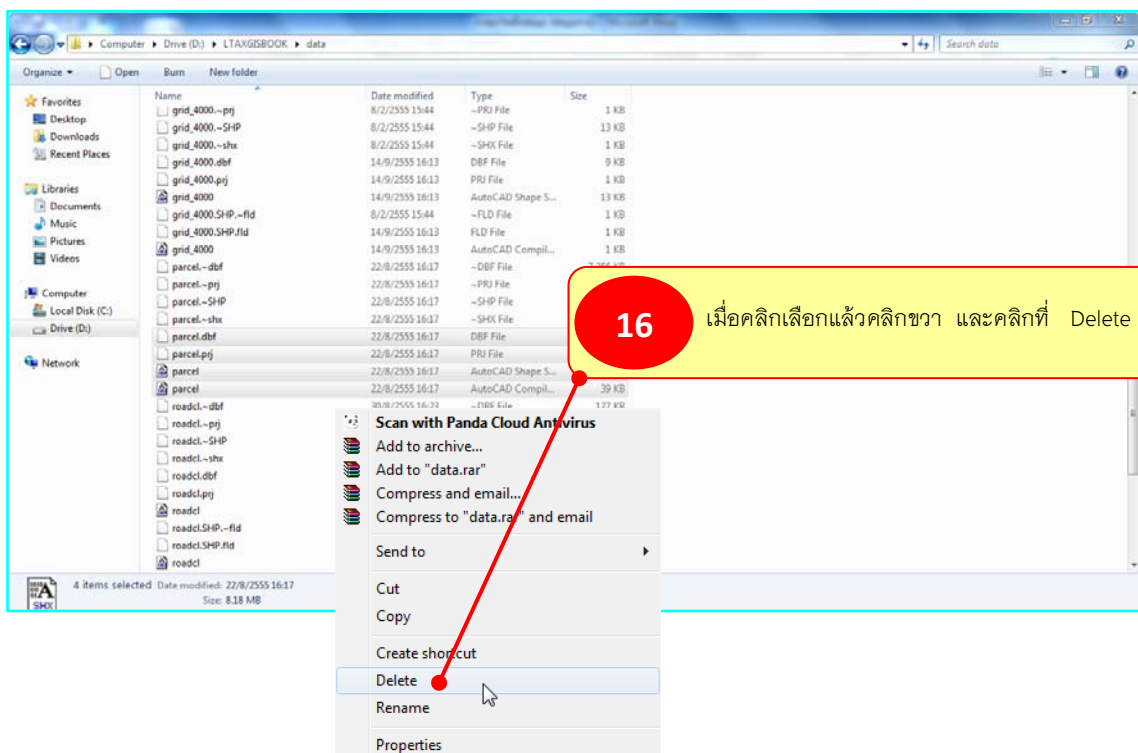 Computer ▸ Drive (D:) ▸ LTAXGISBOOK ▸ data
Search data
Organize
Open
Burn
New folder
Favorites
Desktop
Downloads
Recent Places
Libraries
Documents
Music
Pictures
Videos
Computer
Local Disk (C:)
Drive (D:)
Network
Name Date modified Type Size
grid_4000.~prj 8/2/2555 15:44 ~PRJ File 1 KB
grid_4000.~SHP 8/2/2555 15:44 ~SHP File 13 KB
grid_4000.~shx 8/2/2555 15:44 ~SHX File 1 KB
grid_4000.dbf 14/9/2555 16:13 DBF File 9 KB
grid_4000.prj 14/9/2555 16:13 PRJ File 1 KB
grid_4000 14/9/2555 16:13 AutoCAD Shape S... 13 KB
grid_4000.SHP.~fld 8/2/2555 15:44 ~FLD File 1 KB
grid_4000.SHP.fld 14/9/2555 16:13 FLD File 1 KB
grid_4000 14/9/2555 16:13 AutoCAD Compil... 1 KB
parcel.~dbf 22/8/2555 16:17 ~DBF File
parcel.~prj 22/8/2555 16:17 ~PRJ File
parcel.~SHP 22/8/2555 16:17 ~SHP File
parcel.~shx 22/8/2555 16:17 ~SHX File
parcel.dbf 22/8/2555 16:17 DBF File
parcel.prj 22/8/2555 16:17 PRJ File
parcel 22/8/2555 16:17 AutoCAD Shape S...
parcel 22/8/2555 16:17 AutoCAD Compil... 39 KB
roadcl.~dbf 30/8/2555 16:23 ~DBF File 127 KB
roadcl.~prj
roadcl.~SHP
roadcl.~shx
roadcl.dbf
roadcl.prj
roadcl
roadcl.SHP.~fld
roadcl.SHP.fld
roadcl
16
เมื่อคลิกเลือกแล้วคลิกขวา และคลิกที่ Delete
Scan with Panda Cloud Antivirus
Add to archive...
Add to "data.rar"
Compress and email...
Compress to "data.rar" and email
Send to
Cut
Copy
Create shortcut
Delete
Rename
Properties
SHX
4 items selected Date modified: 22/8/2555 16:17
Size: 8.18 MB